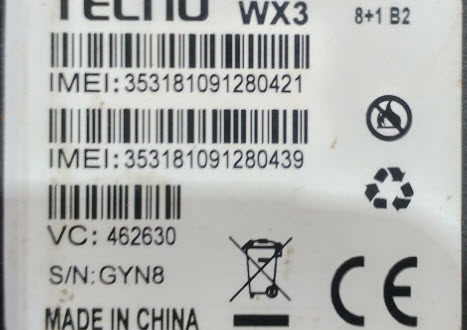 TECNO WX3 8+1 B2
IMEI:353181091280421
IMEI:353181091280439
VC: 462630
S/N:GYN8
MADE IN CHINA
CE